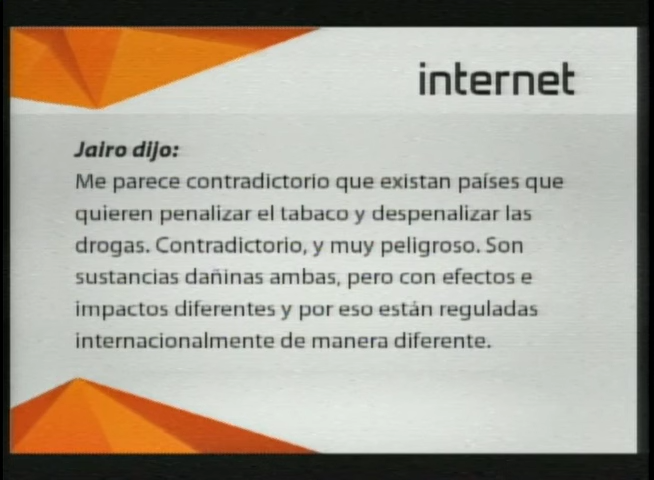 internet
Jairo dijo:
Me parece contradictorio que existan países que
quieren penalizar el tabaco y despenalizar las
drogas. Contradictorio, y muy peligroso. Son
sustancias dañinas ambas, pero con efectos e
impactos diferentes y por eso están reguladas
internacionalmente de manera diferente.